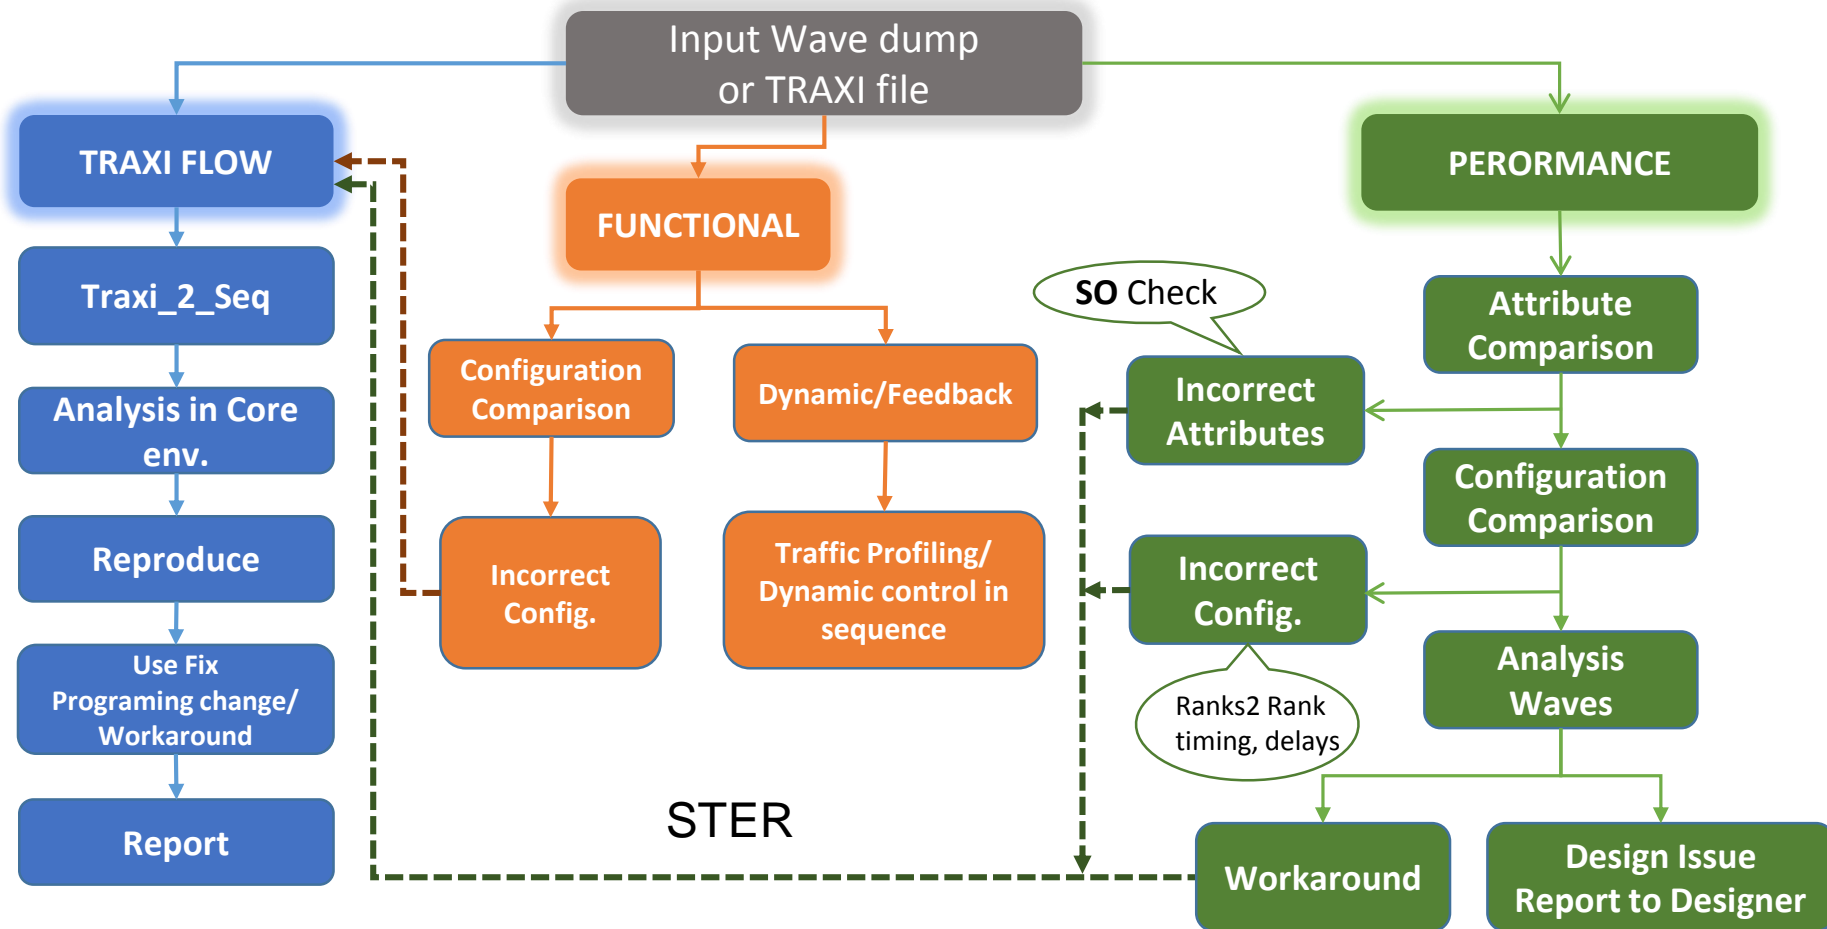 Input Wave dump
or TRAXI file
TRAXI FLOW
Traxi_2_Seq
Analysis in Core
env.
Reproduce
Use Fix
Programing change/
Workaround
Report
FUNCTIONAL
Configuration
Comparison
Incorrect
Config.
Dynamic/Feedback
Traffic Profiling/
Dynamic control in
sequence
STER
PERORMANCE
Attribute
Comparison
SO Check
Incorrect
Attributes
Configuration
Comparison
Incorrect
Config.
Ranks2 Rank
timing, delays
Analysis
Waves
Workaround
Design Issue
Report to Designer